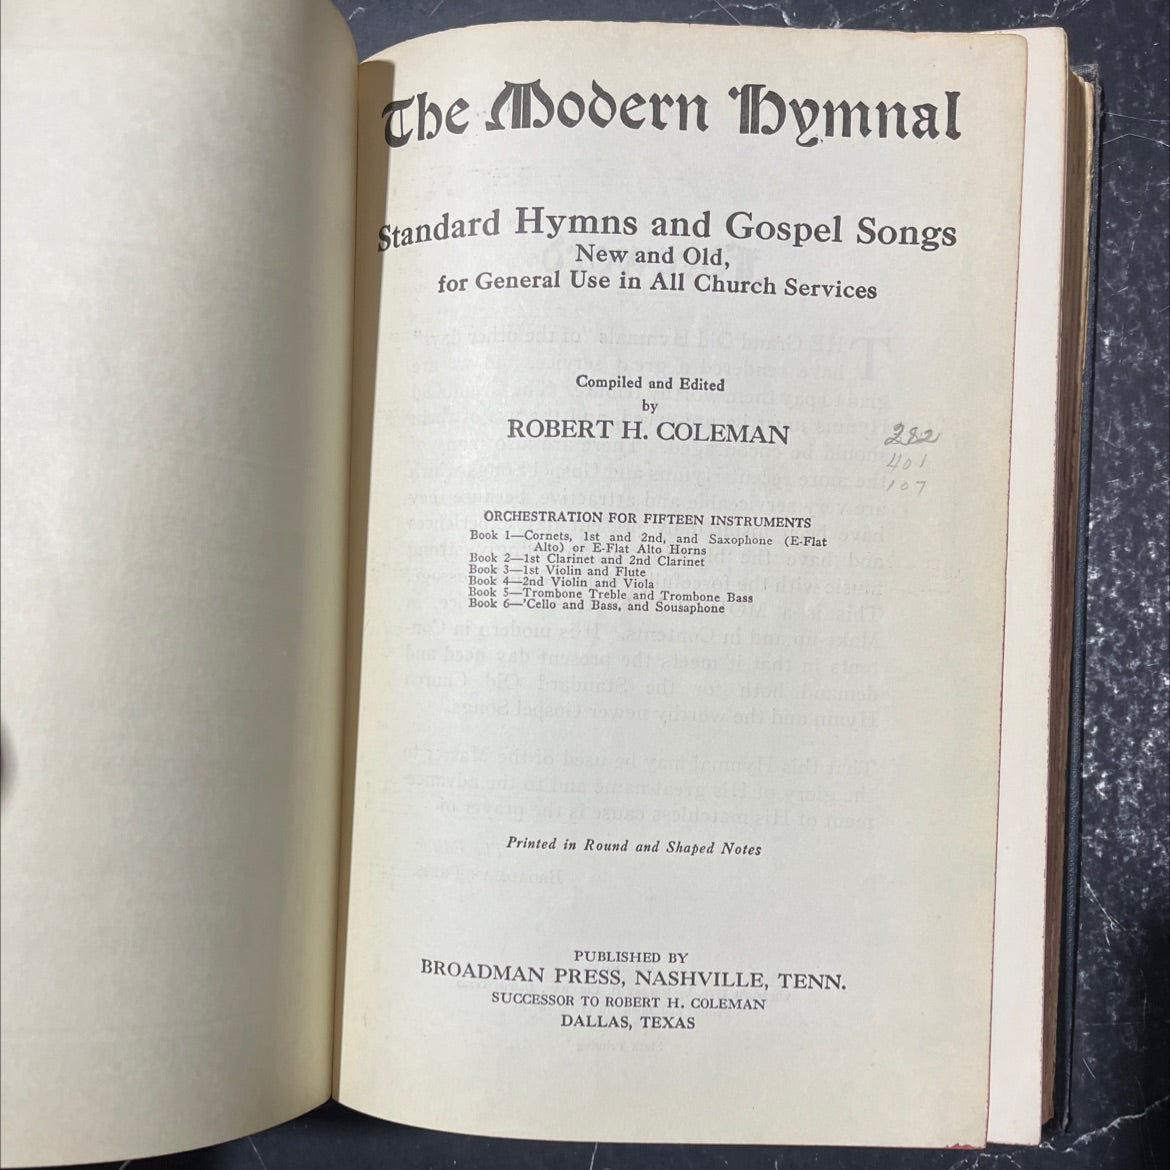 The Modern Hymnal
Standard Hymns and Gospel Songs
New and Old,
for General Use in All Church Services
Compiled and Edited
by
ROBERT H. COLEMAN
282
401
107
ORCHESTRATION FOR FIFTEEN INSTRUMENTS
Book 1—Cornets, 1st and 2nd, and Saxophone (E-Flat
Alto) or E-Flat Alto Horns
Book 2—1st Clarinet and 2nd Clarinet
Book 3—1st Violin and Flute
Book 4—2nd Violin and Viola
Book 5—Trombone Treble and Trombone Bass
Book 6—'Cello and Bass, and Sousaphone
Printed in Round and Shaped Notes
PUBLISHED BY
BROADMAN PRESS, NASHVILLE, TENN.
SUCCESSOR TO ROBERT H. COLEMAN
DALLAS, TEXAS